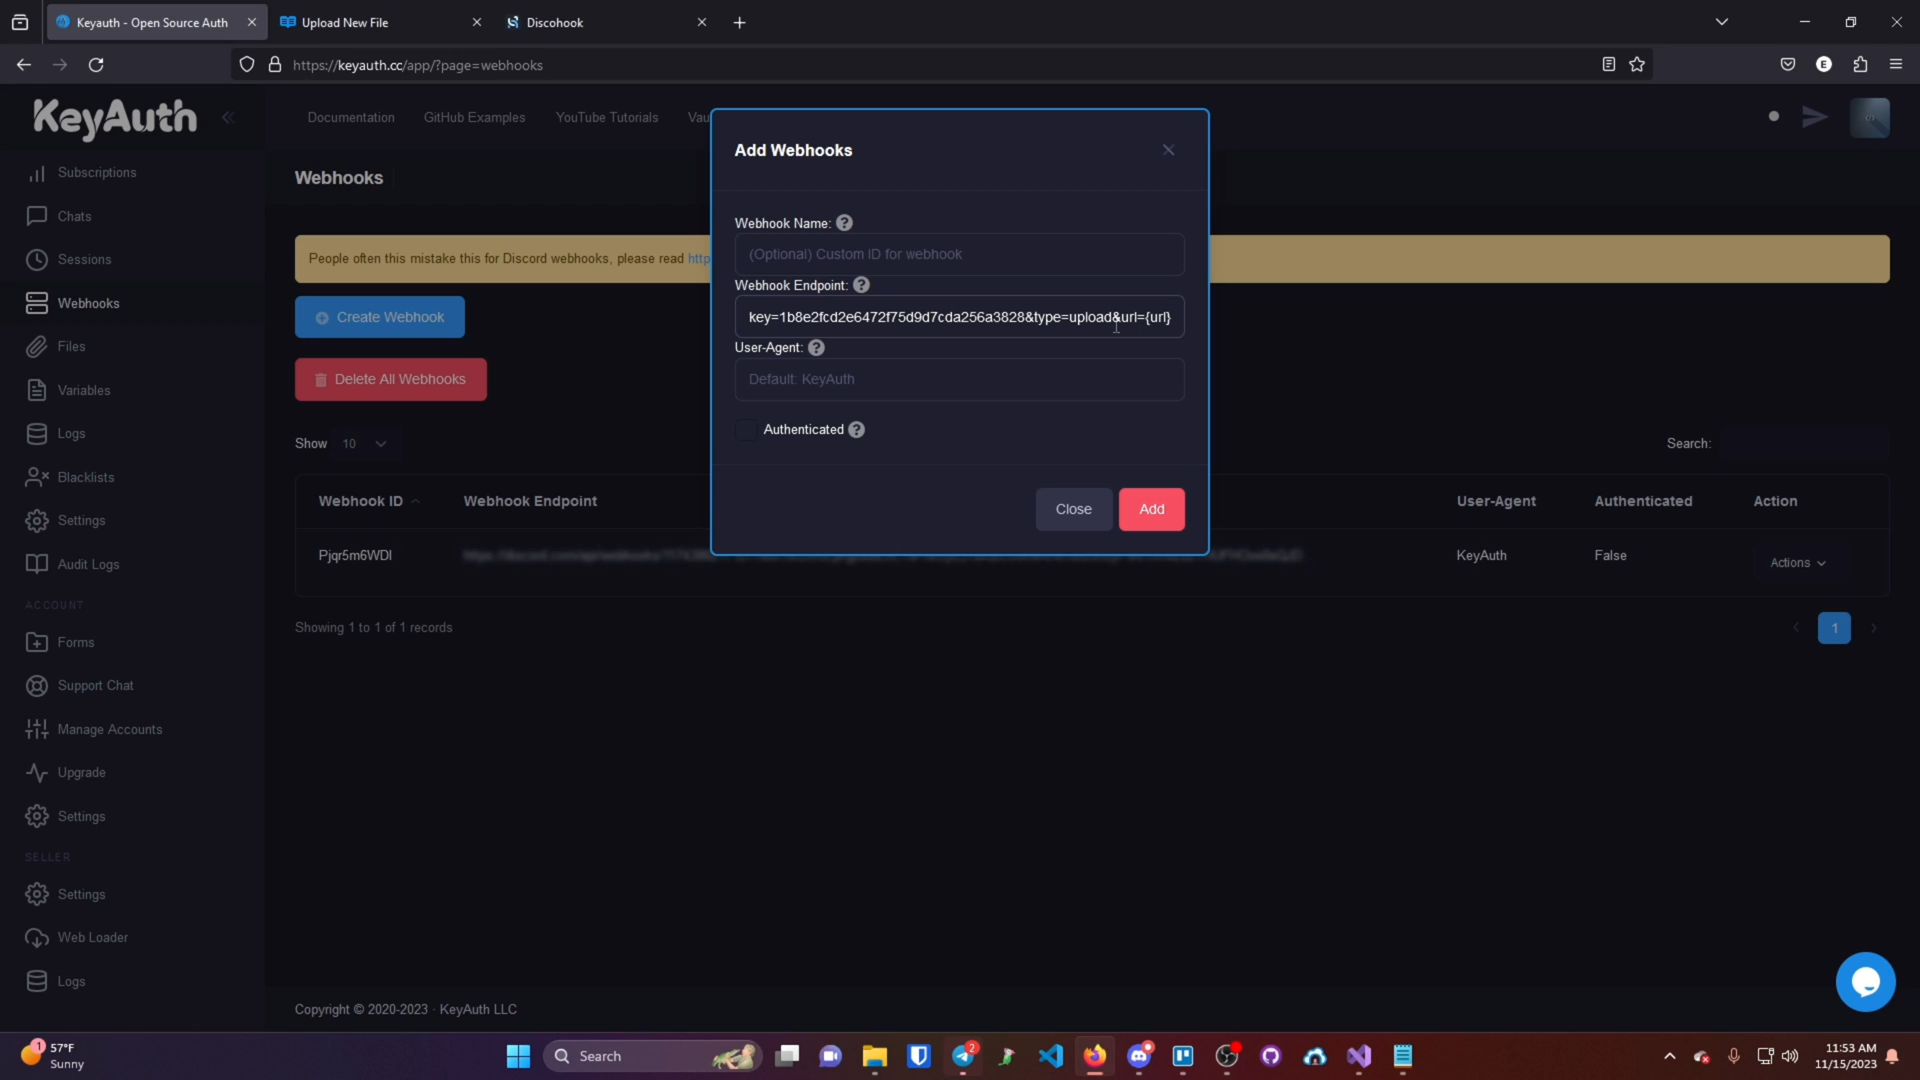 Keyauth - Open Source Auth
Upload New File
Discohook
https://keyauth.cc/app/?page=webhooks
E
KeyAuth
Documentation
GitHub Examples
YouTube Tutorials
Vau
Subscriptions
Chats
Sessions
Webhooks
Files
Variables
Logs
Blacklists
Settings
Audit Logs
ACCOUNT
Forms
Support Chat
Manage Accounts
Upgrade
Settings
SELLER
Settings
Web Loader
Logs
Webhooks
People often this mistake this for Discord webhooks, please read http
Create Webhook
Delete All Webhooks
Show 10
Search:
Webhook ID
Webhook Endpoint
User-Agent
Authenticated
Action
Pjqr5m6WDI
KeyAuth
False
Actions
Showing 1 to 1 of 1 records
1
Add Webhooks
Webhook Name: ?
(Optional) Custom ID for webhook
Webhook Endpoint: ?
key=1b8e2fcd2e6472f75d9d7cda256a3828&type=upload&url={url}
User-Agent: ?
Default: KeyAuth
Authenticated ?
Close
Add
Copyright © 2020-2023 · KeyAuth LLC
1
57°F
Sunny
Search
2
11:53 AM
11/15/2023